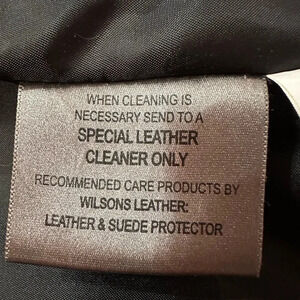 WHEN CLEANING IS
NECESSARY SEND TO A
SPECIAL LEATHER
CLEANER ONLY
RECOMMENDED CARE PRODUCTS BY
WILSONS LEATHER:
LEATHER & SUEDE PROTECTOR